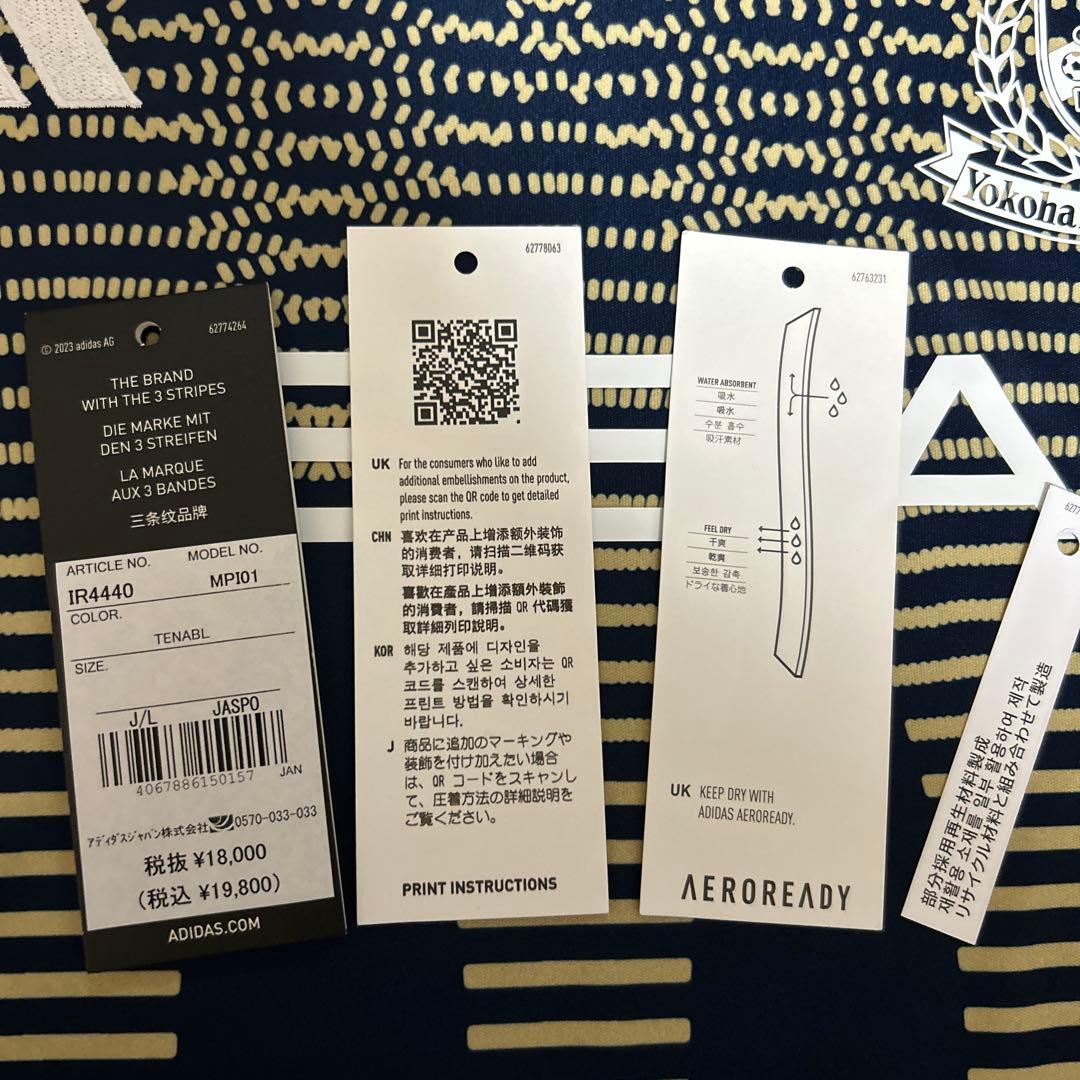 Yokoha
© 2023 adidas AG
62774264
THE BRAND
WITH THE 3 STRIPES
DIE MARKE MIT
DEN 3 STREIFEN
LA MARQUE
AUX 3 BANDES
三条纹品牌
ARTICLE NO.
MODEL NO.
IR4440
MPI01
COLOR.
TENABL
SIZE.
J/L
JASPO
4067886150157
JAN
アディダスジャパン株式会社
0570-033-033
税抜 ¥18,000
(税込 ¥19,800)
ADIDAS.COM
62778063
UK For the consumers who like to add
additional embellishments on the product,
please scan the QR code to get detailed
print instructions.
CHN 喜欢在产品上增添额外装饰
的消费者，请扫描二维码获
取详细打印说明。
喜歡在產品上增添額外裝飾
的消費者，請掃描 QR 代碼獲
取詳細列印說明。
KOR 해당 제품에 디자인을
추가하고 싶은 소비자는 QR
코드를 스캔하여 상세한
프린트 방법을 확인하시기
바랍니다.
J 商品に追加のマーキングや
装飾を付け加えたい場合
は、QR コードをスキャンし
て、圧着方法の詳細説明を
ご覧ください。
PRINT INSTRUCTIONS
62763231
WATER ABSORBENT
吸水
吸水
수분 흡수
吸汗素材
FEEL DRY
干爽
乾爽
보송한 감촉
ドライな着心地
UK KEEP DRY WITH
ADIDAS AEROREADY.
AEROREADY
部分採用再生材料製成
재활용 소재를 일부 활용하여 제작
リサイクル材料と組み合わせて製造